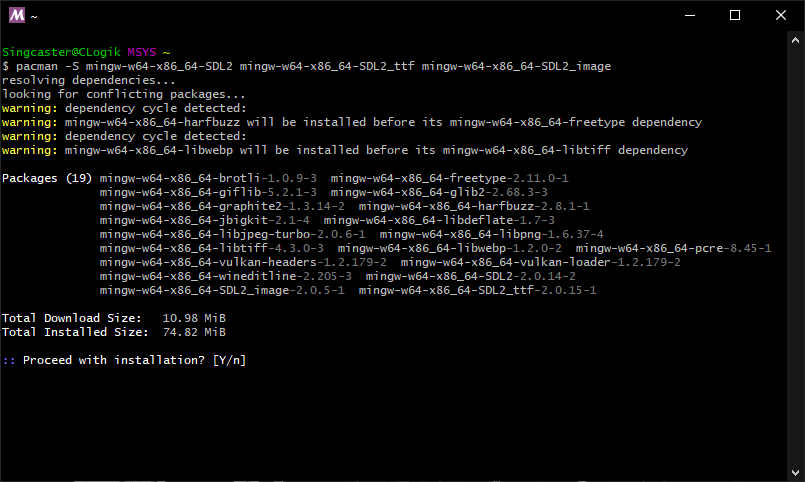 M ~
Singcaster@CLogik MSYS ~
$ pacman -S mingw-w64-x86_64-SDL2 mingw-w64-x86_64-SDL2_ttf mingw-w64-x86_64-SDL2_image
resolving dependencies...
looking for conflicting packages...
warning: dependency cycle detected:
warning: mingw-w64-x86_64-harfbuzz will be installed before its mingw-w64-x86_64-freetype dependency
warning: dependency cycle detected:
warning: mingw-w64-x86_64-libwebp will be installed before its mingw-w64-x86_64-libtiff dependency
Packages (19) mingw-w64-x86_64-brotli-1.0.9-3  mingw-w64-x86_64-freetype-2.11.0-1
mingw-w64-x86_64-giflib-5.2.1-3  mingw-w64-x86_64-glib2-2.68.3-3
mingw-w64-x86_64-graphite2-1.3.14-2  mingw-w64-x86_64-harfbuzz-2.8.1-1
mingw-w64-x86_64-jbigkit-2.1-4  mingw-w64-x86_64-libdeflate-1.7-3
mingw-w64-x86_64-libjpeg-turbo-2.0.6-1  mingw-w64-x86_64-libpng-1.6.37-4
mingw-w64-x86_64-libtiff-4.3.0-3  mingw-w64-x86_64-libwebp-1.2.0-2  mingw-w64-x86_64-pcre-8.45-1
mingw-w64-x86_64-vulkan-headers-1.2.179-2  mingw-w64-x86_64-vulkan-loader-1.2.179-2
mingw-w64-x86_64-wineditline-2.205-3  mingw-w64-x86_64-SDL2-2.0.14-2
mingw-w64-x86_64-SDL2_image-2.0.5-1  mingw-w64-x86_64-SDL2_ttf-2.0.15-1
Total Download Size:   10.98 MiB
Total Installed Size:  74.82 MiB
:: Proceed with installation? [Y/n]